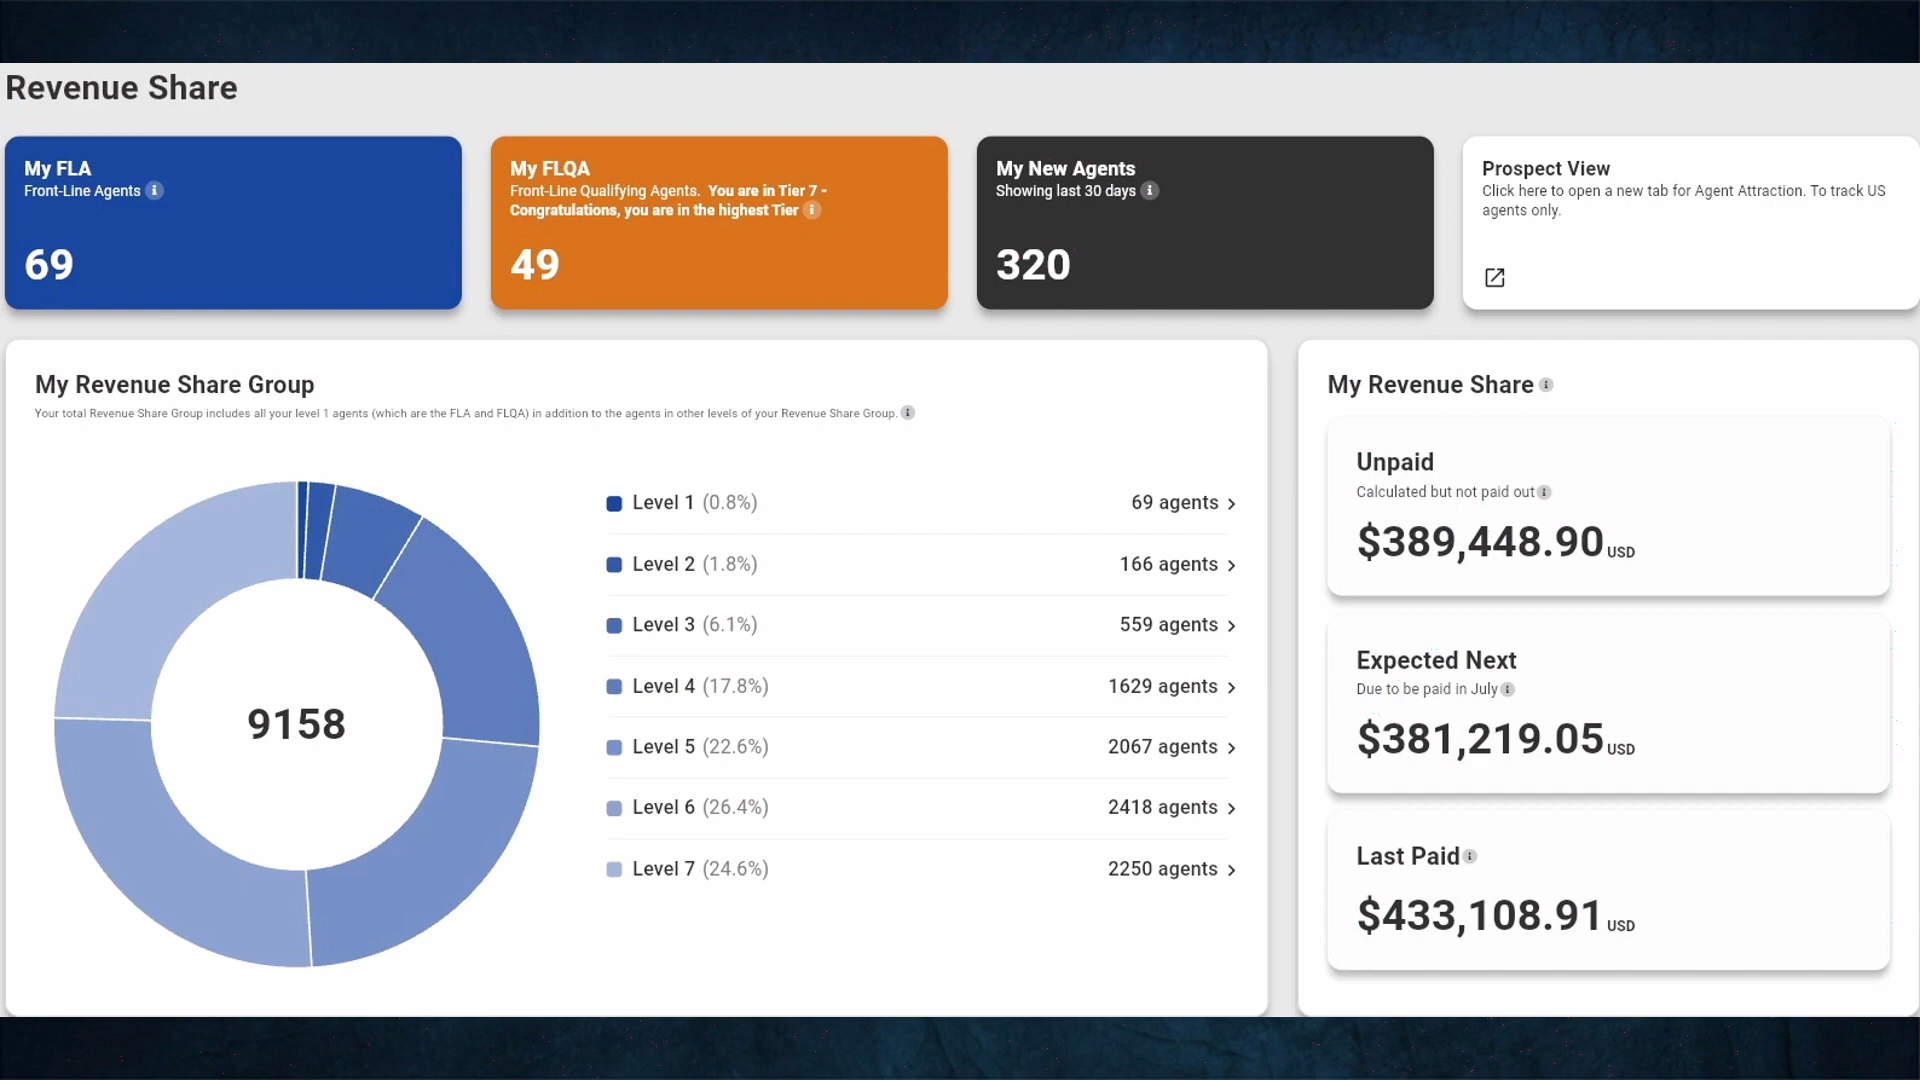 Revenue Share
My FLA
Front-Line Agents
69
My FLQA
Front-Line Qualifying Agents. You are in Tier 7 -
Congratulations, you are in the highest Tier
49
My New Agents
Showing last 30 days
320
Prospect View
Click here to open a new tab for Agent Attraction. To track US
agents only.
My Revenue Share Group
Your total Revenue Share Group includes all your level 1 agents (which are the FLA and FLQA) in addition to the agents in other levels of your Revenue Share Group.
9158
Level 1 (0.8%) 69 agents
Level 2 (1.8%) 166 agents
Level 3 (6.1%) 559 agents
Level 4 (17.8%) 1629 agents
Level 5 (22.6%) 2067 agents
Level 6 (26.4%) 2418 agents
Level 7 (24.6%) 2250 agents
My Revenue Share
Unpaid
Calculated but not paid out
$389,448.90 USD
Expected Next
Due to be paid in July
$381,219.05 USD
Last Paid
$433,108.91 USD